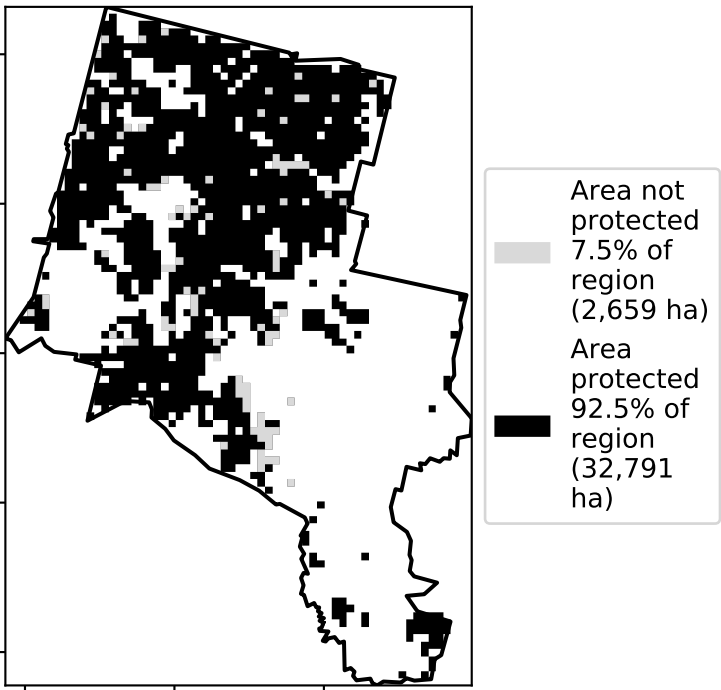 Area not
protected
7.5% of
region
(2,659 ha)
Area
protected
92.5% of
region
(32,791
ha)